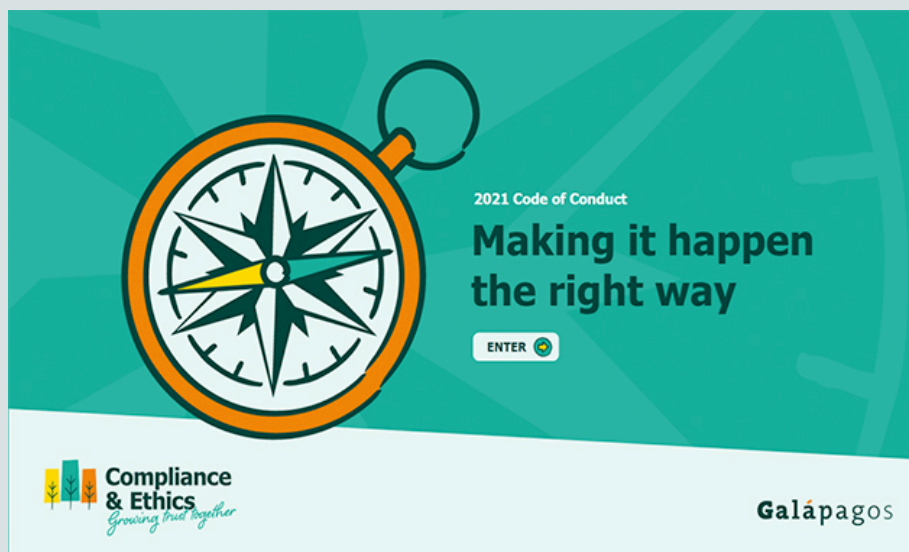 2021 Code of Conduct
Making it happen
the right way
ENTER
Compliance
& Ethics
Growing trust together
Galápagos